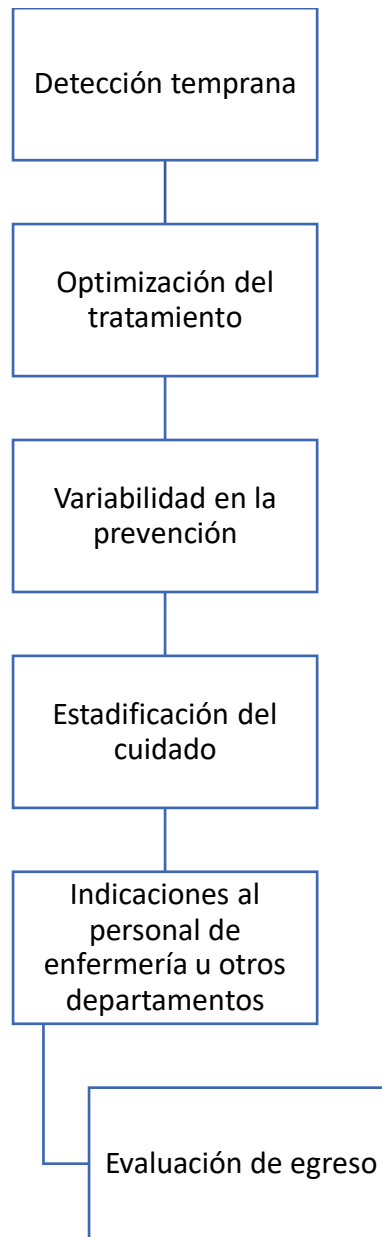 Detección temprana
Optimización del
tratamiento
Variabilidad en la
prevención
Estadificación del
cuidado
Indicaciones al
personal de
enfermería u otros
departamentos
Evaluación de egreso